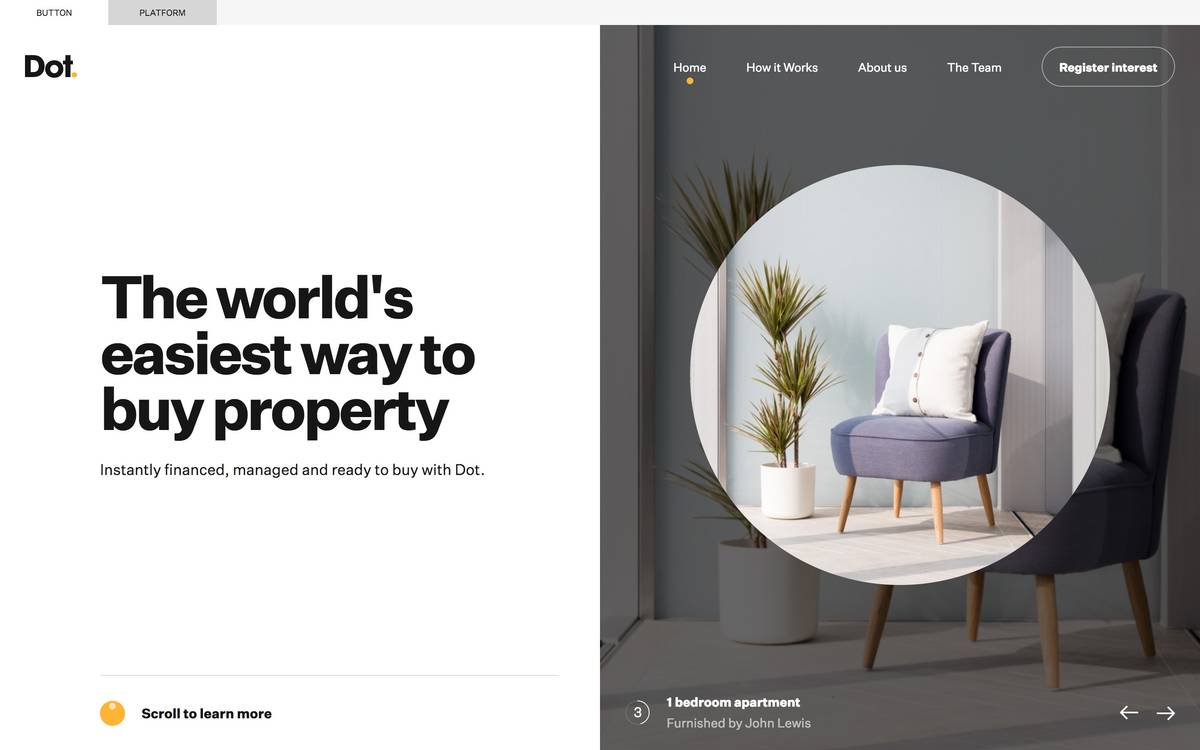 BUTTON
PLATFORM
Dot.
Home
How it Works
About us
The Team
Register interest
The world's
easiest way to
buy property
Instantly financed, managed and ready to buy with Dot.
Scroll to learn more
3
1 bedroom apartment
Furnished by John Lewis